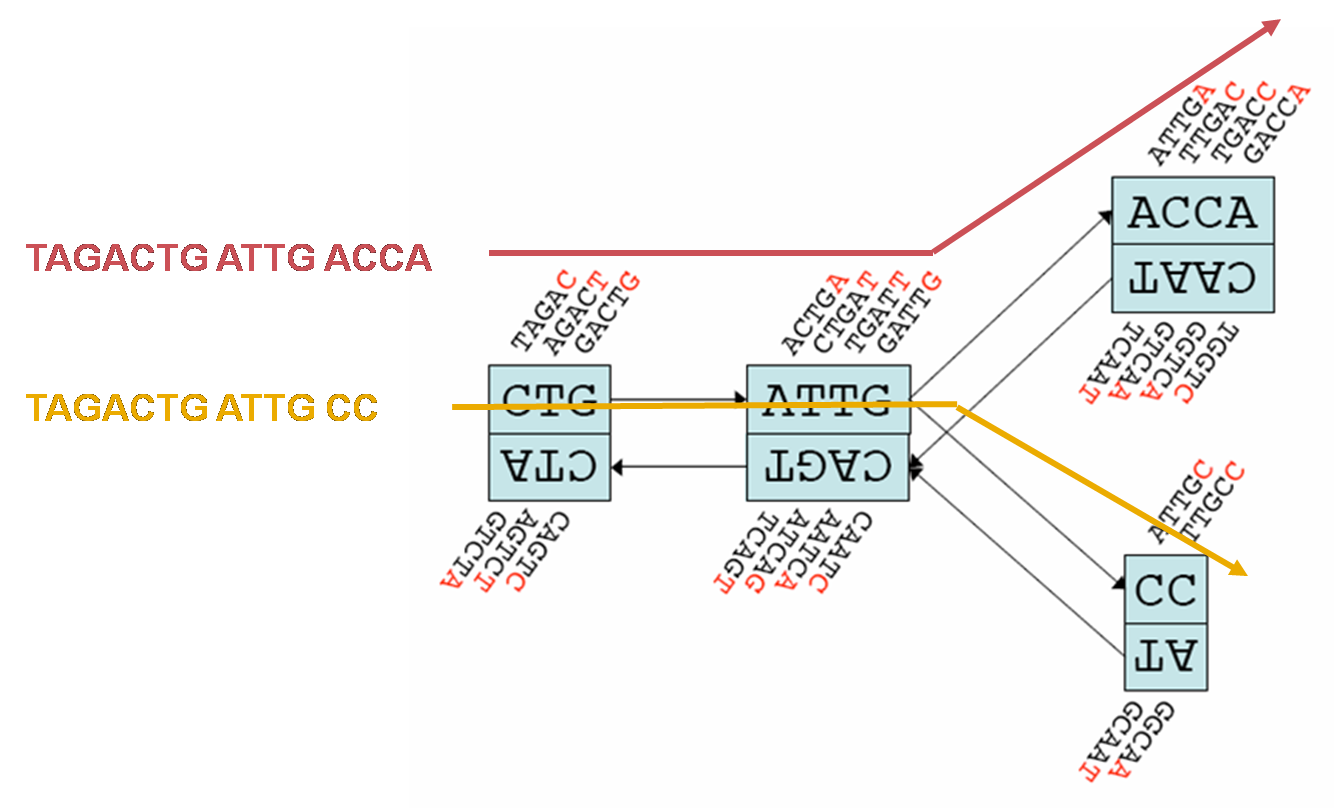 TAGACTG ATTG ACCA
TAGACTG ATTG CC
TAGAC
AGACT
GACTG
CTG
CTA
GTCTA
AGTCT
CAGTC
ACTGA
CTGAT
TGATT
GATTG
ATTG
CAGT
TCAGT
ATCAG
AATCA
CAATC
ATTGA
TTGAC
TGACC
GACCA
ACCA
CAAT
TCAAT
GTCAA
GGTCA
TGGTC
ATTGC
TTGCC
CC
AT
GCAAT
GGCAA